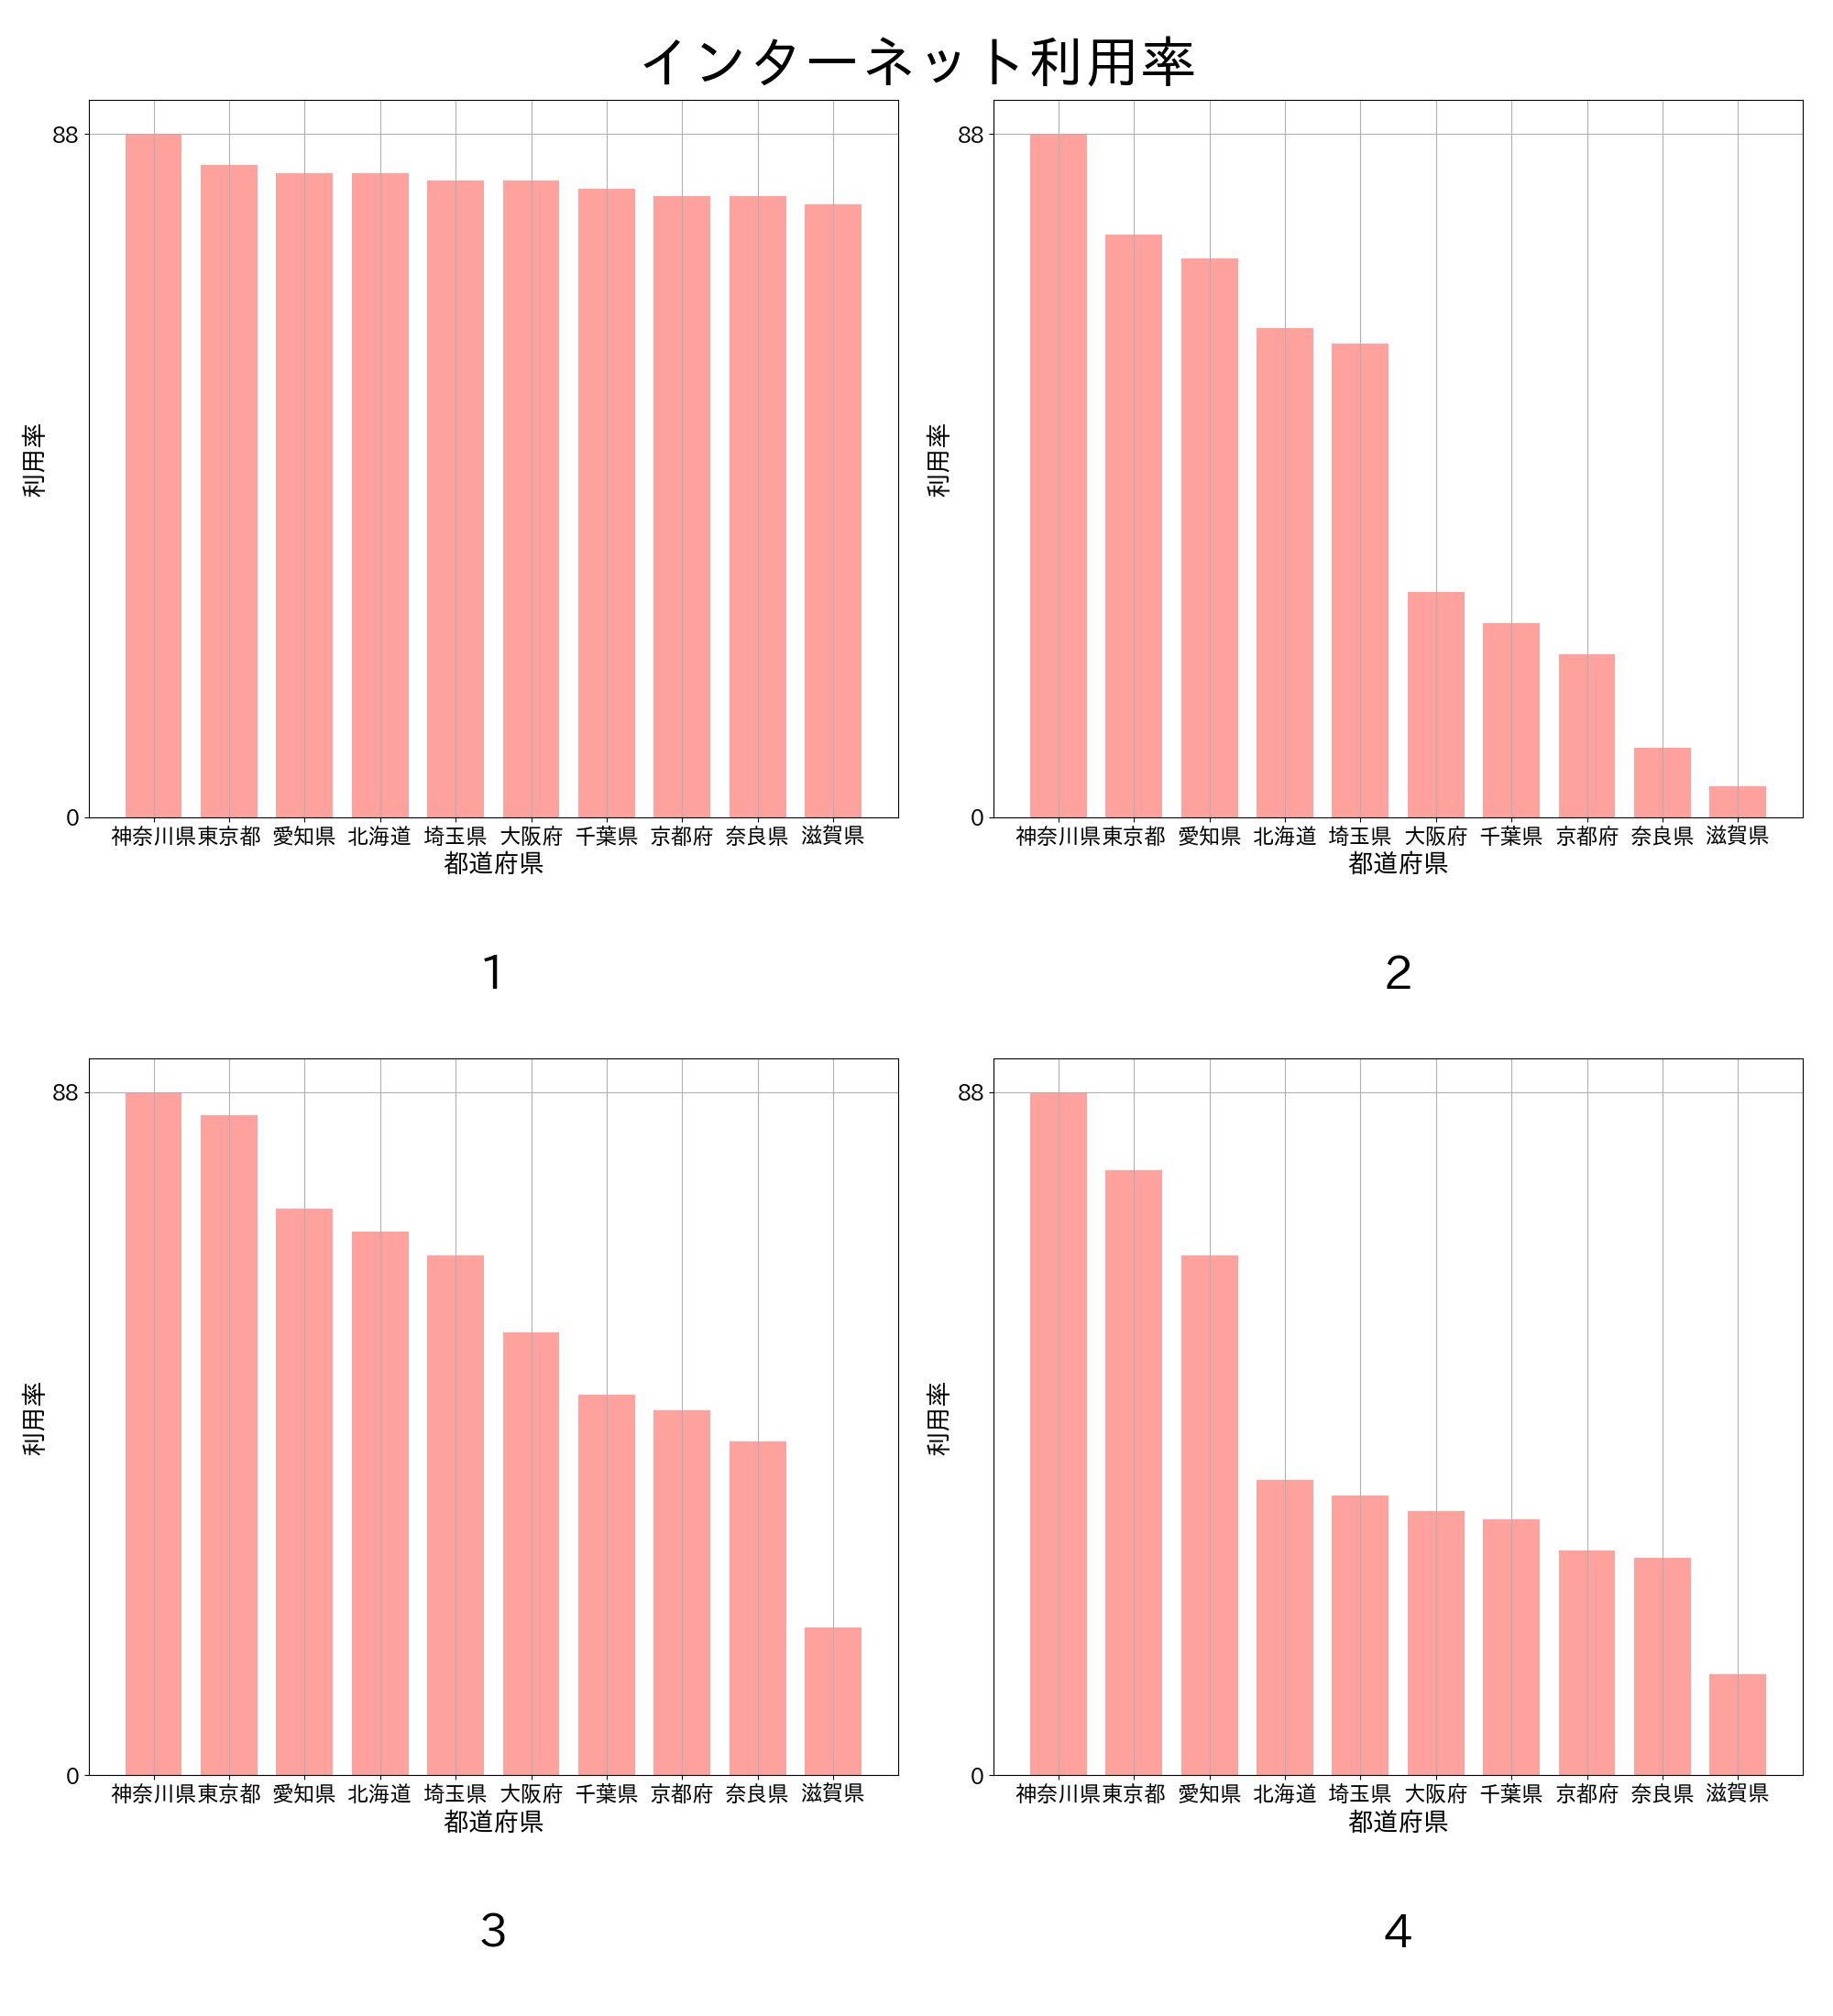 インターネット利用率
88
0
利用率
神奈川県 東京都 愛知県 北海道 埼玉県 大阪府 千葉県 京都府 奈良県 滋賀県
都道府県
1
88
0
利用率
神奈川県 東京都 愛知県 北海道 埼玉県 大阪府 千葉県 京都府 奈良県 滋賀県
都道府県
2
88
0
利用率
神奈川県 東京都 愛知県 北海道 埼玉県 大阪府 千葉県 京都府 奈良県 滋賀県
都道府県
3
88
0
利用率
神奈川県 東京都 愛知県 北海道 埼玉県 大阪府 千葉県 京都府 奈良県 滋賀県
都道府県
4